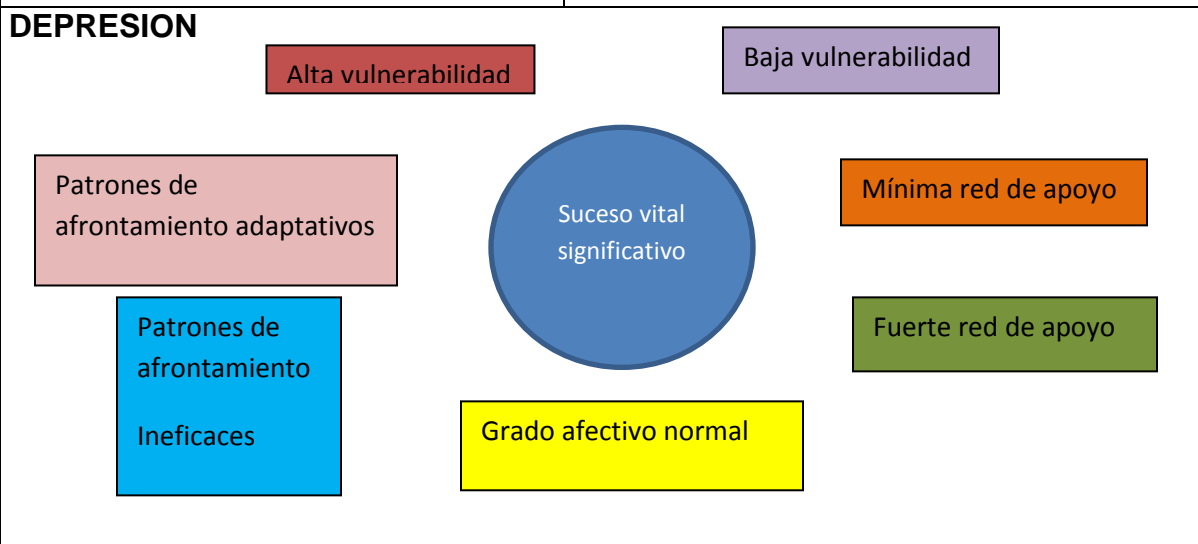 DEPRESION
Alta vulnerabilidad
Baja vulnerabilidad
Patrones de
afrontamiento adaptativos
Suceso vital
significativo
Mínima red de apoyo
Patrones de
afrontamiento
Ineficaces
Fuerte red de apoyo
Grado afectivo normal